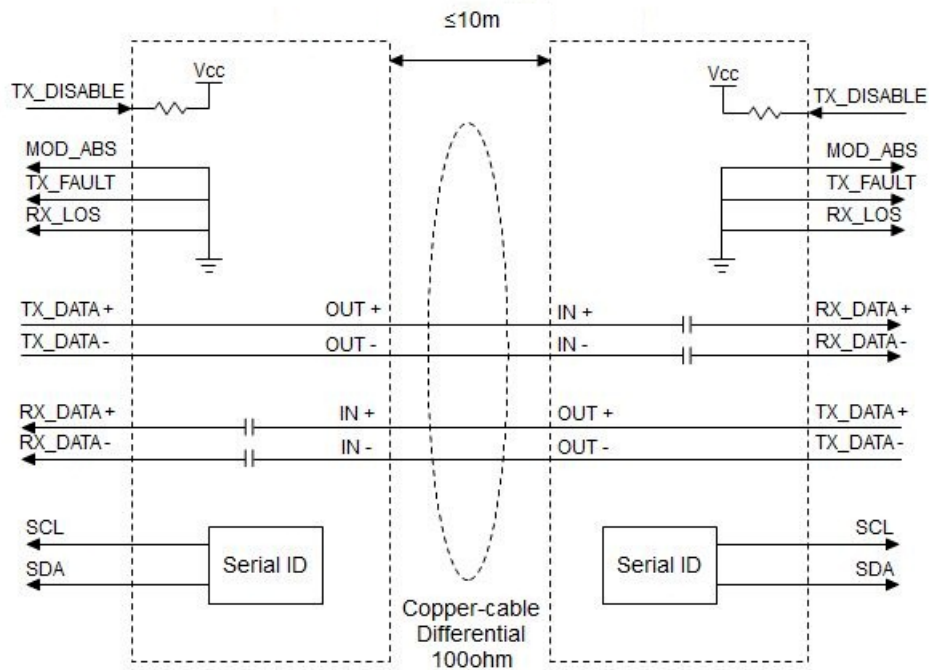 ≤10m
Vcc
Vcc
TX_DISABLE
TX_DISABLE
MOD_ABS
MOD_ABS
TX_FAULT
TX_FAULT
RX_LOS
RX_LOS
TX_DATA+ OUT + IN + RX_DATA+
TX_DATA- OUT - IN - RX_DATA-
RX_DATA+ IN + OUT + TX_DATA+
RX_DATA- IN - OUT - TX_DATA-
SCL SCL
Serial ID Serial ID
SDA SDA
Copper-cable
Differential
100ohm